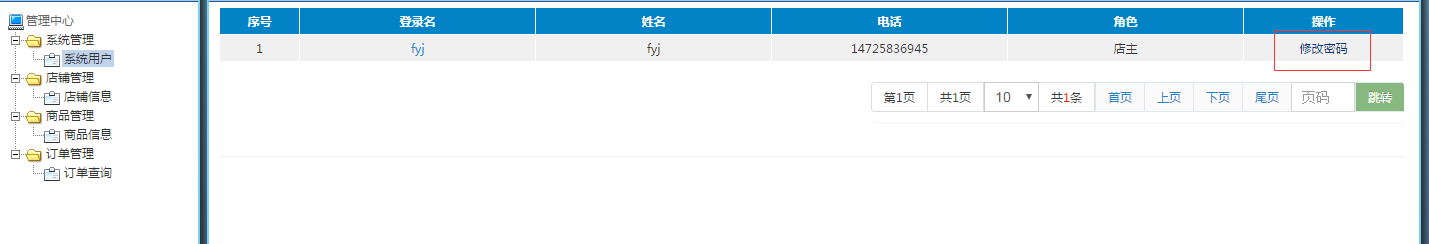 管理中心
系统管理
系统用户
店铺管理
店铺信息
商品管理
商品信息
订单管理
订单查询
序号 登录名 姓名 电话 角色 操作
1 fyj fyj 14725836945 店主 修改密码
第1页 共1页 10 共1条 首页 上页 下页 尾页 页码 跳转